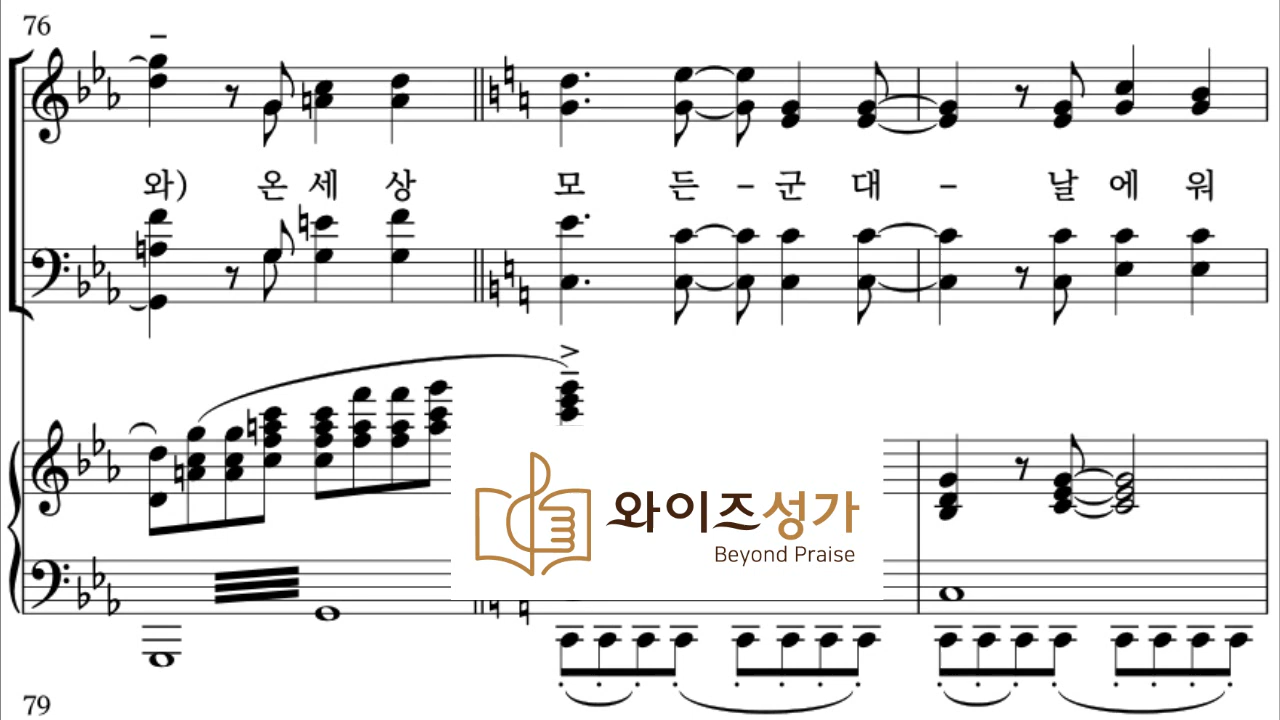 76
와) 온 세 상 모 든 - 군 대 - 날 에 워
와이즈성가
Beyond Praise
79